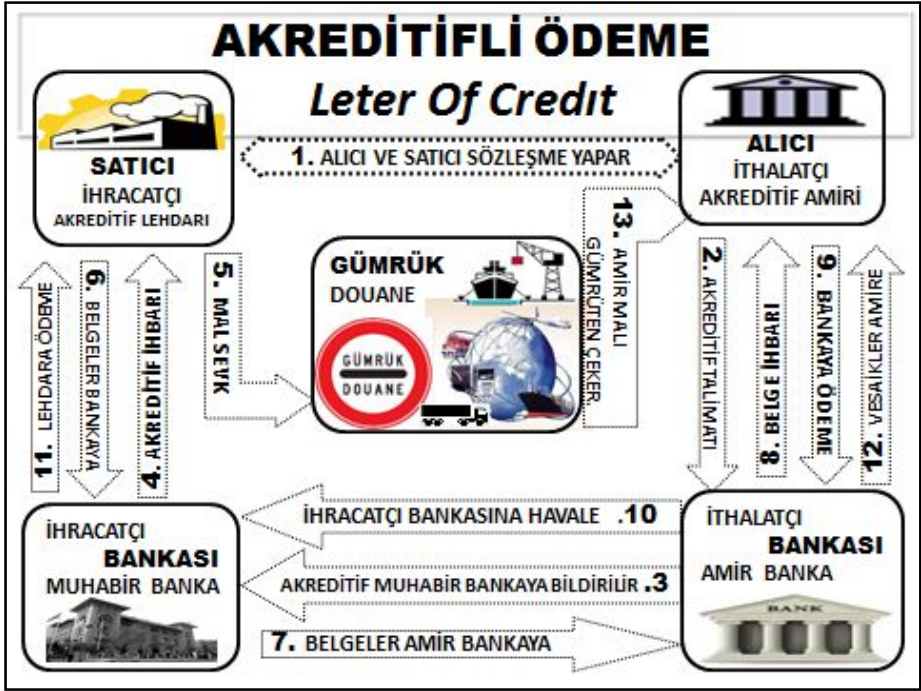 AKREDİTİFLİ ÖDEME
Leter Of Credıt
SATICI
İHRACATÇI
AKREDİTİF LEHDARI
1. ALICI VE SATICI SÖZLEŞME YAPAR
ALICI
İTHALATÇI
AKREDİTİF AMİRİ
11. LEHDARA ÖDEME
6. BELGELER BANKAYA
4. AKREDİTİF İHBARI
5. MAL SEVK
GÜMRÜK
DOUANE
GÜMRÜK
DOUANE
13. AMİR MALI
GÜMRÜTEN ÇEKER
2. AKREDİTİF TALİMATI
8. BELGE İHBARI
9. BANKAYA ÖDEME
12. VESAİKLER AMİRE
İHRACATÇI
BANKASI
MUHABİR BANKA
İHRACATÇI BANKASINA HAVALE .10
AKREDİTİF MUHABİR BANKAYA BİLDİRİLİR .3
7. BELGELER AMİR BANKAYA
İTHALATÇI
BANKASI
AMİR BANKA
BANK